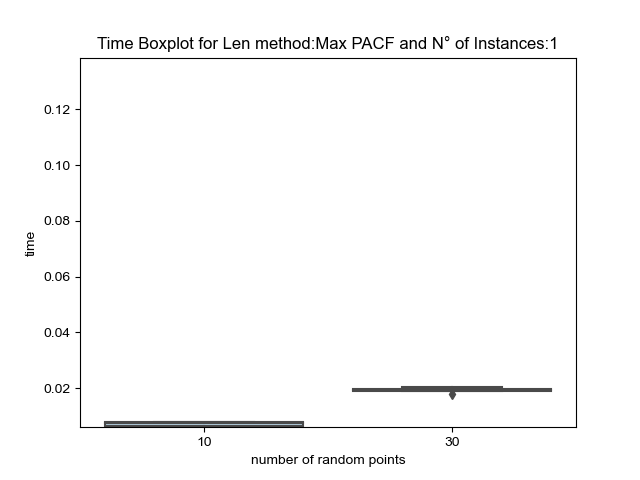 Time Boxplot for Len method:Max PACF and N° of Instances:1
0.12
0.10
0.08
0.06
0.04
0.02
time
10 30
number of random points